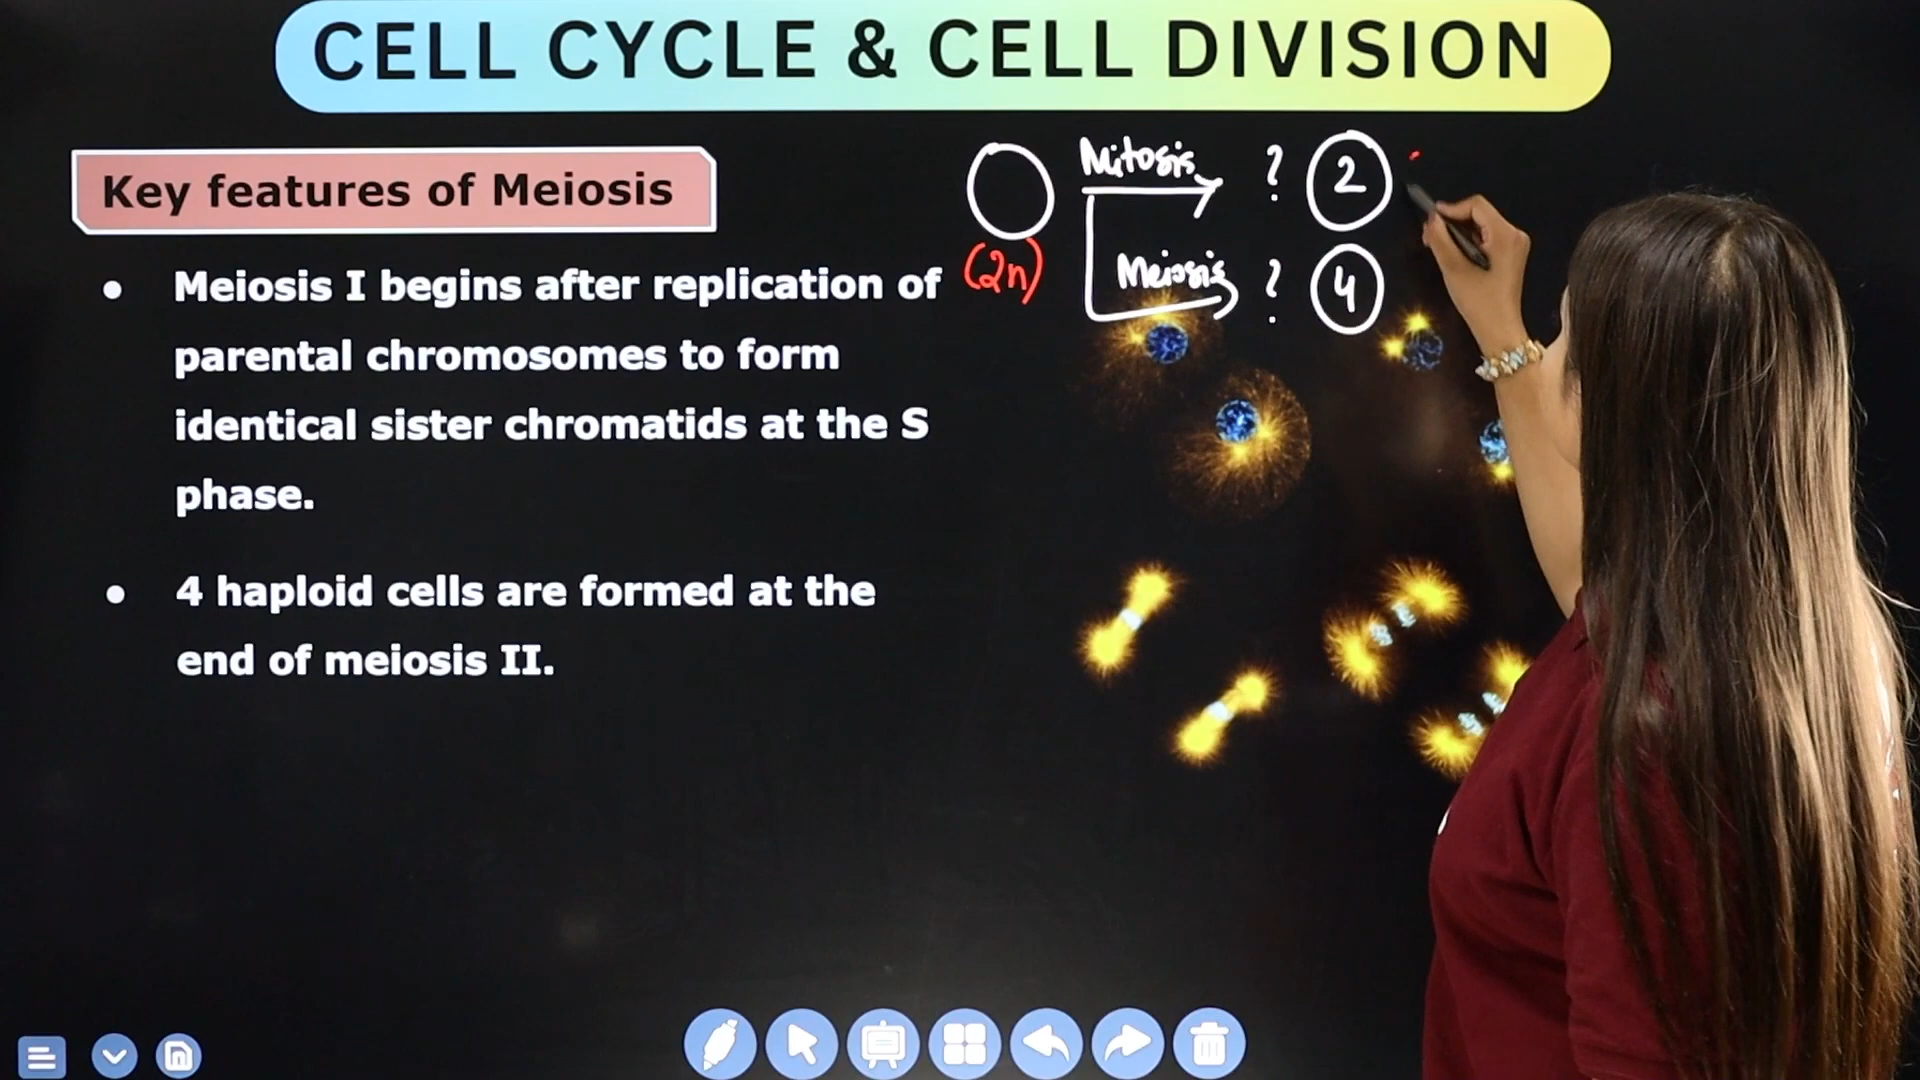 CELL CYCLE & CELL DIVISION
Key features of Meiosis
• Meiosis I begins after replication of
parental chromosomes to form
identical sister chromatids at the S
phase.
• 4 haploid cells are formed at the
end of meiosis II.
Mitosis ? 2
(2n)
Meiosis ? 4